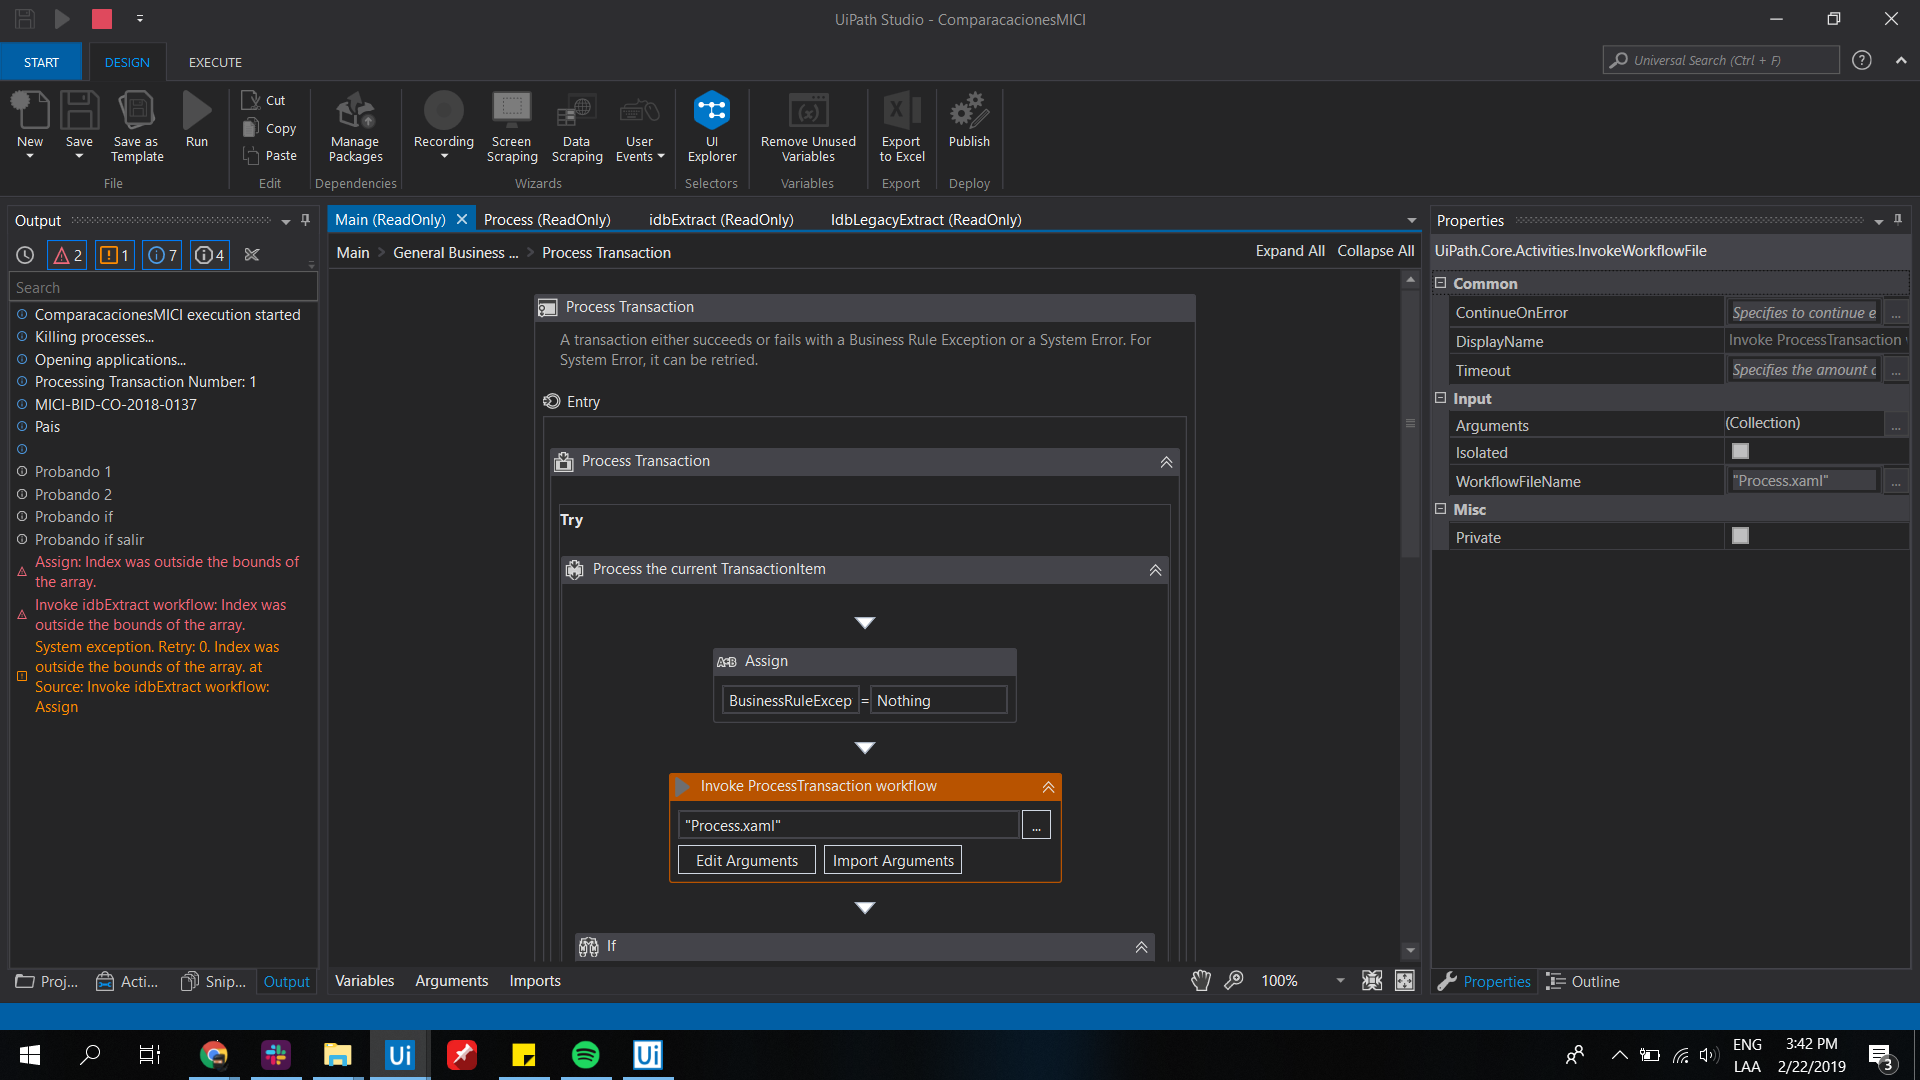 UiPath Studio - ComparacacionesMICI
START
DESIGN
EXECUTE
Universal Search (Ctrl + F)
New
Save
Save as
Template
Run
Cut
Copy
Paste
Manage
Packages
Recording
Screen
Scraping
Data
Scraping
User
Events
UI
Explorer
Remove Unused
Variables
Export
to Excel
Publish
File
Edit
Dependencies
Wizards
Selectors
Variables
Export
Deploy
Output
2
1
7
4
Search
ComparacacionesMICI execution started
Killing processes...
Opening applications...
Processing Transaction Number: 1
MICI-BID-CO-2018-0137
Pais
Probando 1
Probando 2
Probando if
Probando if salir
Assign: Index was outside the bounds of
the array.
Invoke idbExtract workflow: Index was
outside the bounds of the array.
System exception. Retry: 0. Index was
outside the bounds of the array. at
Source: Invoke idbExtract workflow:
Assign
Proj...
Acti...
Snip...
Output
Main (ReadOnly)
Process (ReadOnly)
idbExtract (ReadOnly)
IdbLegacyExtract (ReadOnly)
Main > General Business ... > Process Transaction
Expand All
Collapse All
Process Transaction
A transaction either succeeds or fails with a Business Rule Exception or a System Error. For
System Error, it can be retried.
Entry
Process Transaction
Try
Process the current TransactionItem
A+B Assign
BusinessRuleExcep = Nothing
Invoke ProcessTransaction workflow
"Process.xaml"
...
Edit Arguments
Import Arguments
If
Variables
Arguments
Imports
100%
Properties
UiPath.Core.Activities.InvokeWorkflowFile
Common
ContinueOnError
Specifies to continue e
...
DisplayName
Invoke ProcessTransaction
Timeout
Specifies the amount
...
Input
Arguments
(Collection)
...
Isolated
WorkflowFileName
"Process.xaml"
...
Misc
Private
Properties
Outline
Ui
Ui
ENG
LAA
3:42 PM
2/22/2019
3